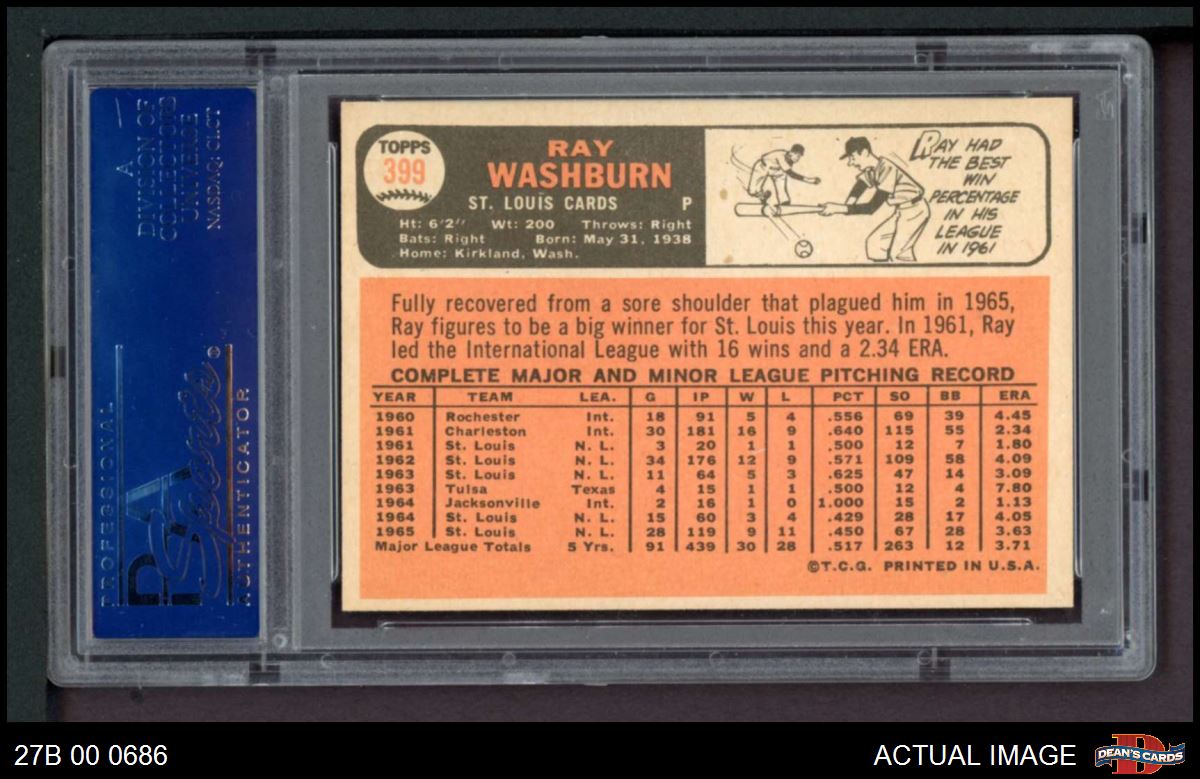 A
DIVISION OF
COLLECTORS
UNIVERSE
NASDAQ: CLCT
PROFESSIONAL
PSA
Sports
®
AUTHENTICATOR
TOPPS
399
RAY
WASHBURN
ST. LOUIS CARDS P
Ht: 6'2" Wt: 200 Throws: Right
Bats: Right Born: May 31, 1938
Home: Kirkland, Wash.
RAY HAD
THE BEST
WIN
PERCENTAGE
IN HIS
LEAGUE
IN 1961
Fully recovered from a sore shoulder that plagued him in 1965,
Ray figures to be a big winner for St. Louis this year. In 1961, Ray
led the International League with 16 wins and a 2.34 ERA.
COMPLETE MAJOR AND MINOR LEAGUE PITCHING RECORD
YEAR TEAM LEA. G IP W L PCT SO BB ERA
1960 Rochester Int. 18 91 5 4 .556 69 39 4.45
1961 Charleston Int. 30 181 16 9 .640 115 55 2.34
1961 St. Louis N. L. 3 20 1 1 .500 12 7 1.80
1962 St. Louis N. L. 34 176 12 9 .571 109 58 4.09
1963 St. Louis N. L. 11 64 5 3 .625 47 14 3.09
1963 Tulsa Texas 4 15 1 1 .500 12 4 7.80
1964 Jacksonville Int. 2 16 1 0 1.000 15 2 1.13
1964 St. Louis N. L. 15 60 3 4 .429 28 17 4.05
1965 St. Louis N. L. 28 119 9 11 .450 67 28 3.63
Major League Totals 5 Yrs. 91 439 30 28 .517 263 12 3.71
©T.C.G. PRINTED IN U.S.A.
27B 00 0686
ACTUAL IMAGE
DEAN'S CARDS